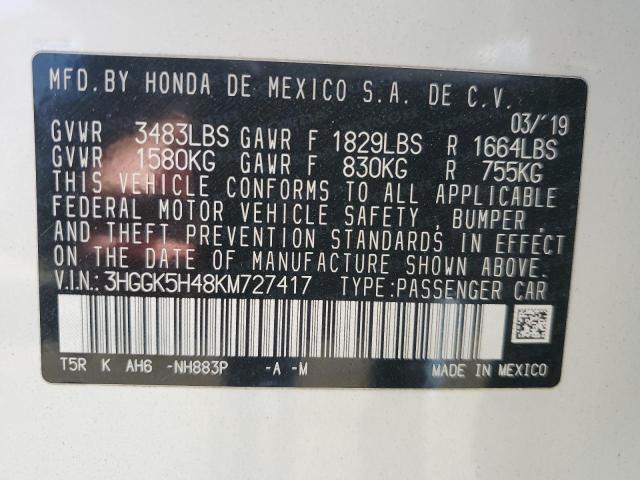 MFD.BY HONDA DE MEXICO S.A. DE C.V.
03/'19
GVWR 3483LBS GAWR F 1829LBS R 1664LBS
GVWR 1580KG GAWR F 830KG R 755KG
THIS VEHICLE CONFORMS TO ALL APPLICABLE
FEDERAL MOTOR VEHICLE SAFETY , BUMPER ,
AND THEFT PREVENTION STANDARDS IN EFFECT
ON THE DATE OF MANUFACTURE SHOWN ABOVE.
V.I.N.:3HGGK5H48KM727417 TYPE:PASSENGER CAR
T5R K AH6 -NH883P -A -M
MADE IN MEXICO